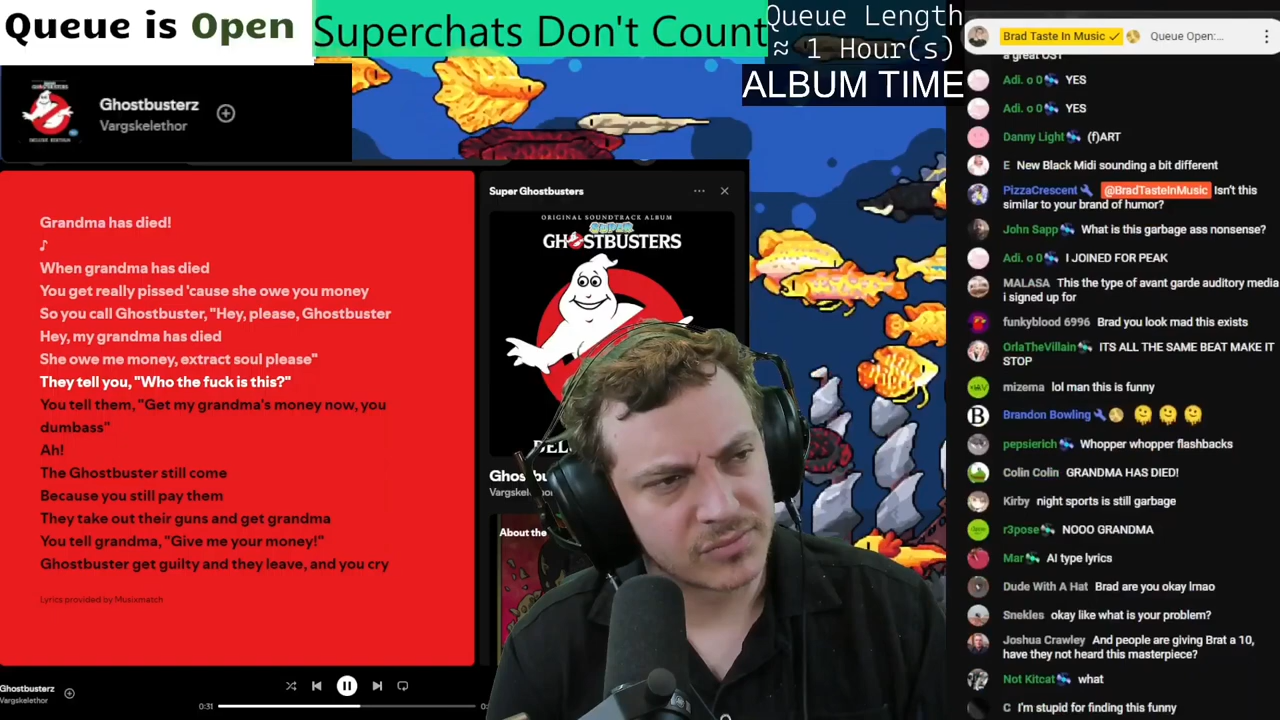 Queue is Open
Superchats Don't Count
Queue Length
≈ 1 Hour(s)
ALBUM TIME
Ghostbusterz
Vargskelethor
Grandma has died!
♪
When grandma has died
You get really pissed 'cause she owe you money
So you call Ghostbuster, "Hey, please, Ghostbuster
Hey, my grandma has died
She owe me money, extract soul please"
They tell you, "Who the fuck is this?"
You tell them, "Get my grandma's money now, you
dumbass"
Ah!
The Ghostbuster still come
Because you still pay them
They take out their guns and get grandma
You tell grandma, "Give me your money!"
Ghostbuster get guilty and they leave, and you cry
Lyrics provided by Musixmatch
Ghostbusterz
Vargskelethor
0:31
Super Ghostbusters
ORIGINAL SOUNDTRACK ALBUM
SUPER
GHOSTBUSTERS
About the
Brad Taste In Music
Queue Open:...
a great OST
Adi. o 0 YES
Adi. o 0 YES
Danny Light (f)ART
E New Black Midi sounding a bit different
PizzaCrescent @BradTasteInMusic Isn't this
similar to your brand of humor?
John Sapp What is this garbage ass nonsense?
Adi. o 0 I JOINED FOR PEAK
MALASA This the type of avant garde auditory media
i signed up for
funkyblood 6996 Brad you look mad this exists
OrlaTheVillain ITS ALL THE SAME BEAT MAKE IT
STOP
mizema lol man this is funny
Brandon Bowling 🫠 🫠 🫠
pepsierich Whopper whopper flashbacks
Colin Colin GRANDMA HAS DIED!
Kirby night sports is still garbage
r3pose NOOO GRANDMA
Mar AI type lyrics
Dude With A Hat Brad are you okay lmao
Snekles okay like what is your problem?
Joshua Crawley And people are giving Brat a 10,
have they not heard this masterpiece?
Not Kitcat what
C I'm stupid for finding this funny